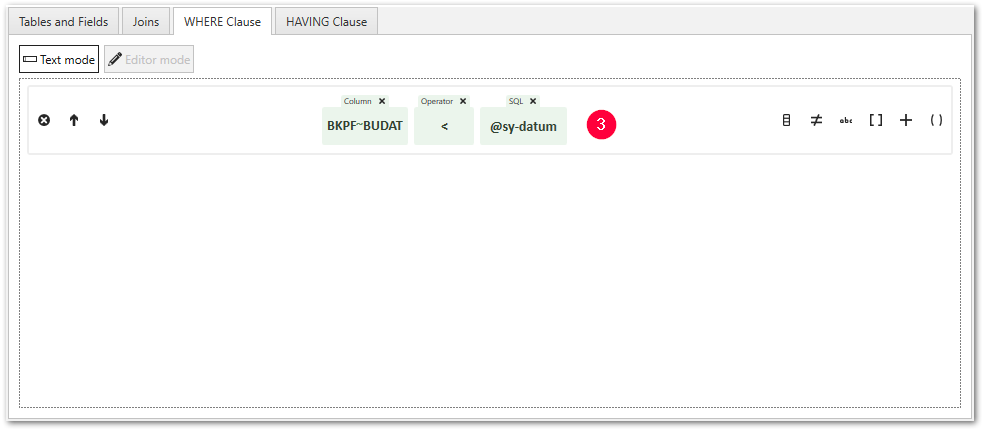 Tables and Fields Joins WHERE Clause HAVING Clause
Text mode Editor mode
Column Operator SQL
BKPF~BUDAT < @sy-datum 3 ≠ abc [ ] + ( )